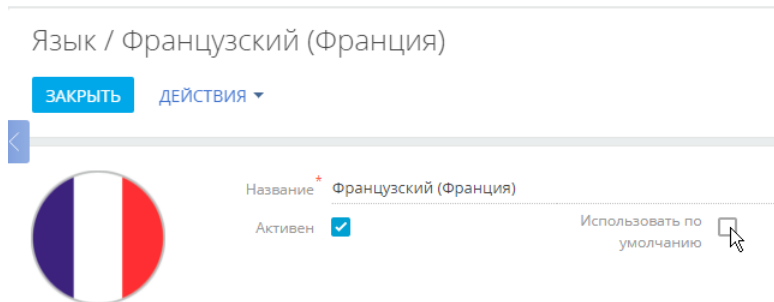 Язык / Французский (Франция)
ЗАКРЫТЬ ДЕЙСТВИЯ
Название* Французский (Франция)
Активен Использовать по
умолчанию